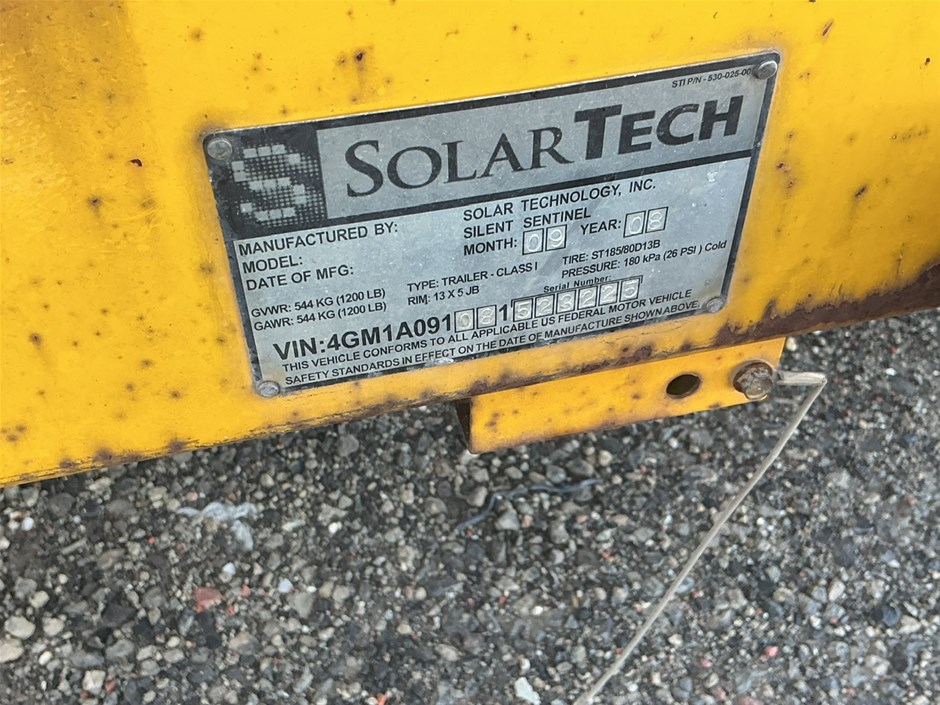 STI P/N - 530-025-00
SOLARTECH
MANUFACTURED BY: SOLAR TECHNOLOGY, INC.
MODEL: SILENT SENTINEL
DATE OF MFG: MONTH: 09 YEAR: 08
GVWR: 544 KG (1200 LB) TYPE: TRAILER - CLASS I TIRE: ST185/80D13B
GAWR: 544 KG (1200 LB) RIM: 13 X 5 JB PRESSURE: 180 kPa (26 PSI ) Cold
Serial Number:
VIN:4GM1A091081523225
THIS VEHICLE CONFORMS TO ALL APPLICABLE US FEDERAL MOTOR VEHICLE
SAFETY STANDARDS IN EFFECT ON THE DATE OF MANUFACTURE SHOWN ABOVE.